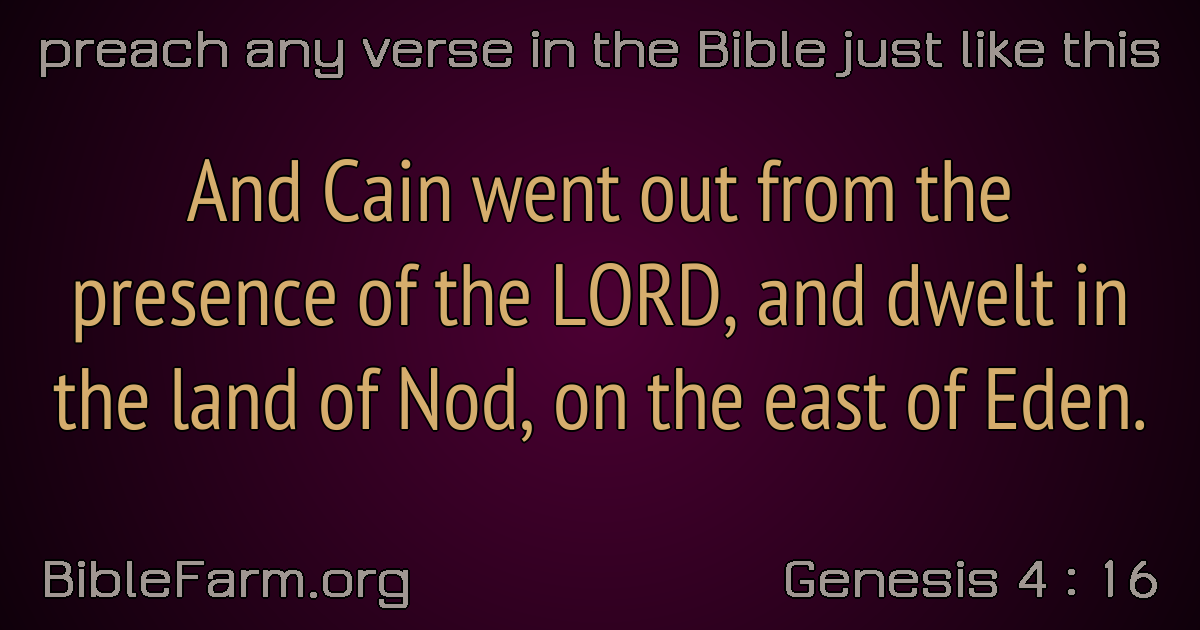 preach any verse in the Bible just like this
And Cain went out from the
presence of the LORD, and dwelt in
the land of Nod, on the east of Eden.
BibleFarm.org
Genesis 4 : 16